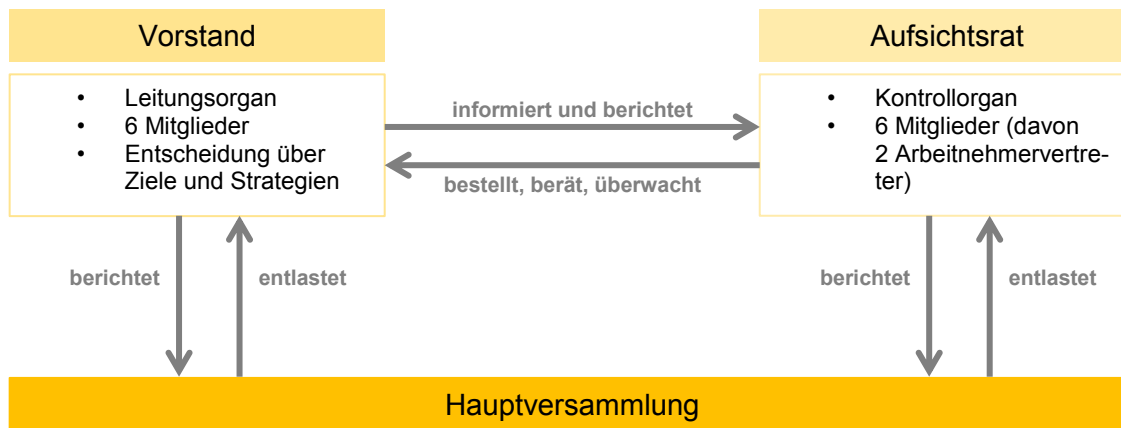 Vorstand
Aufsichtsrat
• Leitungsorgan
• 6 Mitglieder
• Entscheidung über
Ziele und Strategien
informiert und berichtet
bestellt, berät, überwacht
• Kontrollorgan
• 6 Mitglieder (davon
2 Arbeitnehmervertre-
ter)
berichtet
entlastet
berichtet
entlastet
Hauptversammlung